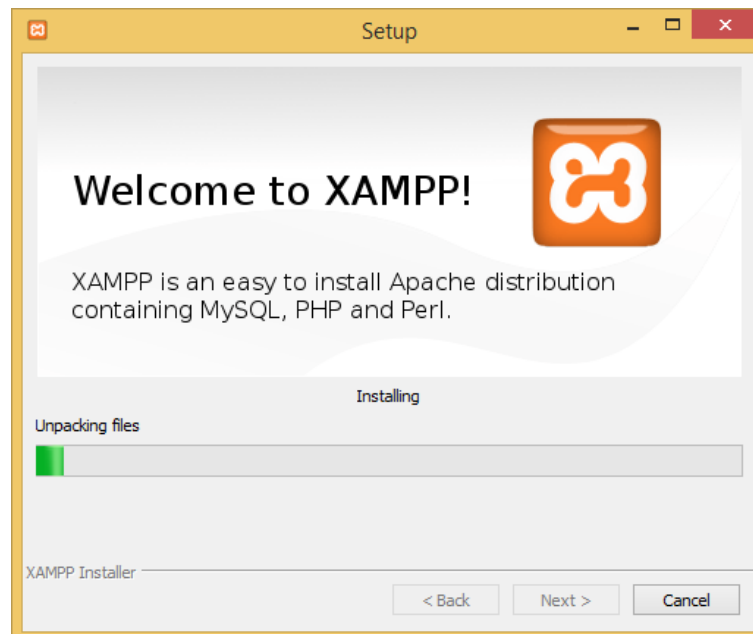 Setup
Welcome to XAMPP!
XAMPP is an easy to install Apache distribution
containing MySQL, PHP and Perl.
Installing
Unpacking files
XAMPP Installer
< Back Next > Cancel